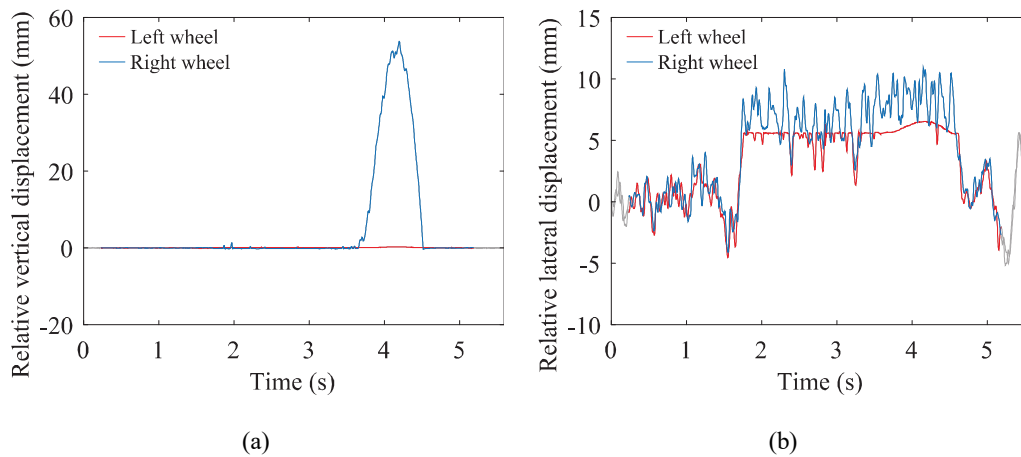 Relative vertical displacement (mm)
60
40
20
0
-20
Left wheel
Right wheel
0
1
2
3
4
5
Time (s)
(a)
Relative lateral displacement (mm)
15
10
5
0
-5
-10
Left wheel
Right wheel
0
1
2
3
4
5
Time (s)
(b)